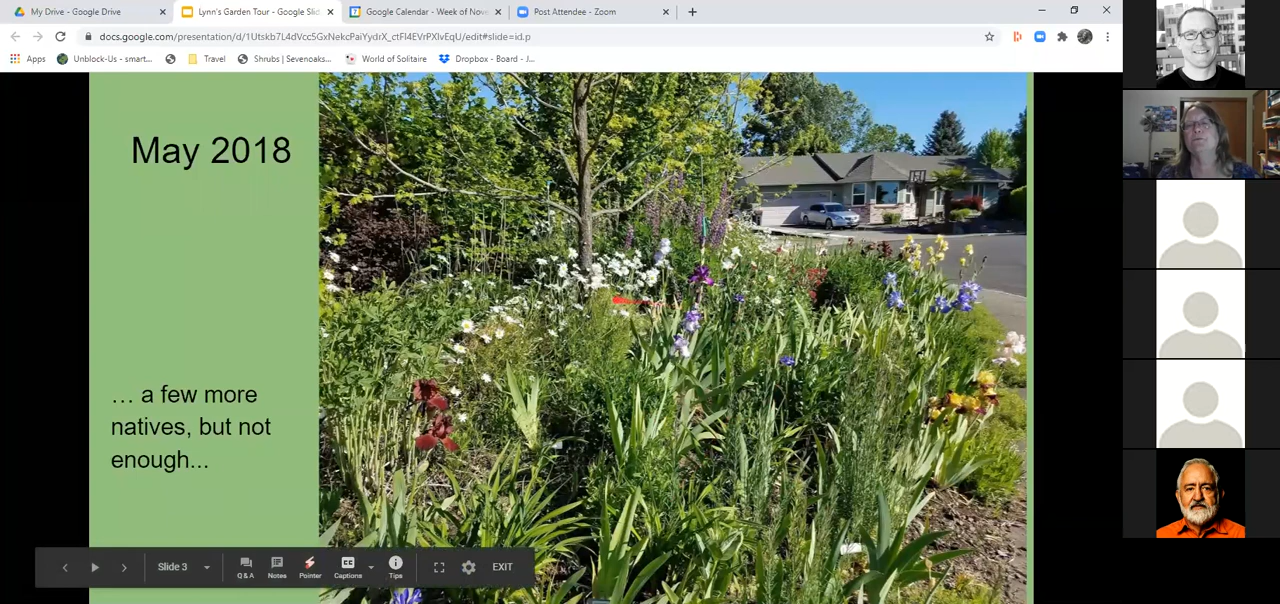 My Drive - Google Drive
Lynn's Garden Tour - Google Slid
Google Calendar - Week of Nove
Post Attendee - Zoom
docs.google.com/presentation/d/1Utskb7L4dVcc5GxNekcPaiYydrX_ctFl4EVrPXlvEqU/edit#slide=id.p
Apps
Unblock-Us - smart...
Travel
Shrubs | Sevenoaks...
World of Solitaire
Dropbox - Board - J...
May 2018
... a few more
natives, but not
enough...
Slide 3
Q & A
Notes
Pointer
Captions
Tips
EXIT